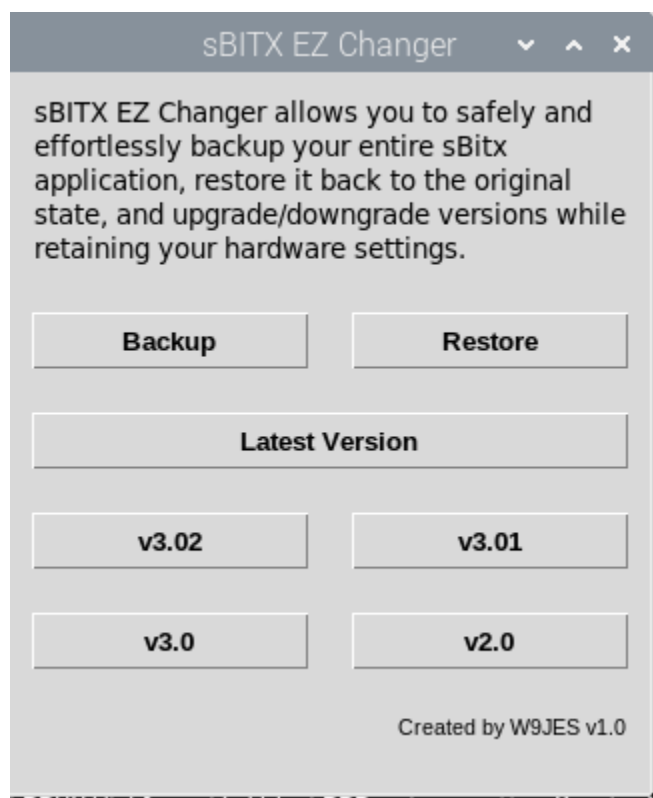 sBITX EZ Changer
sBITX EZ Changer allows you to safely and
effortlessly backup your entire sBitx
application, restore it back to the original
state, and upgrade/downgrade versions while
retaining your hardware settings.
Backup Restore
Latest Version
v3.02 v3.01
v3.0 v2.0
Created by W9JES v1.0